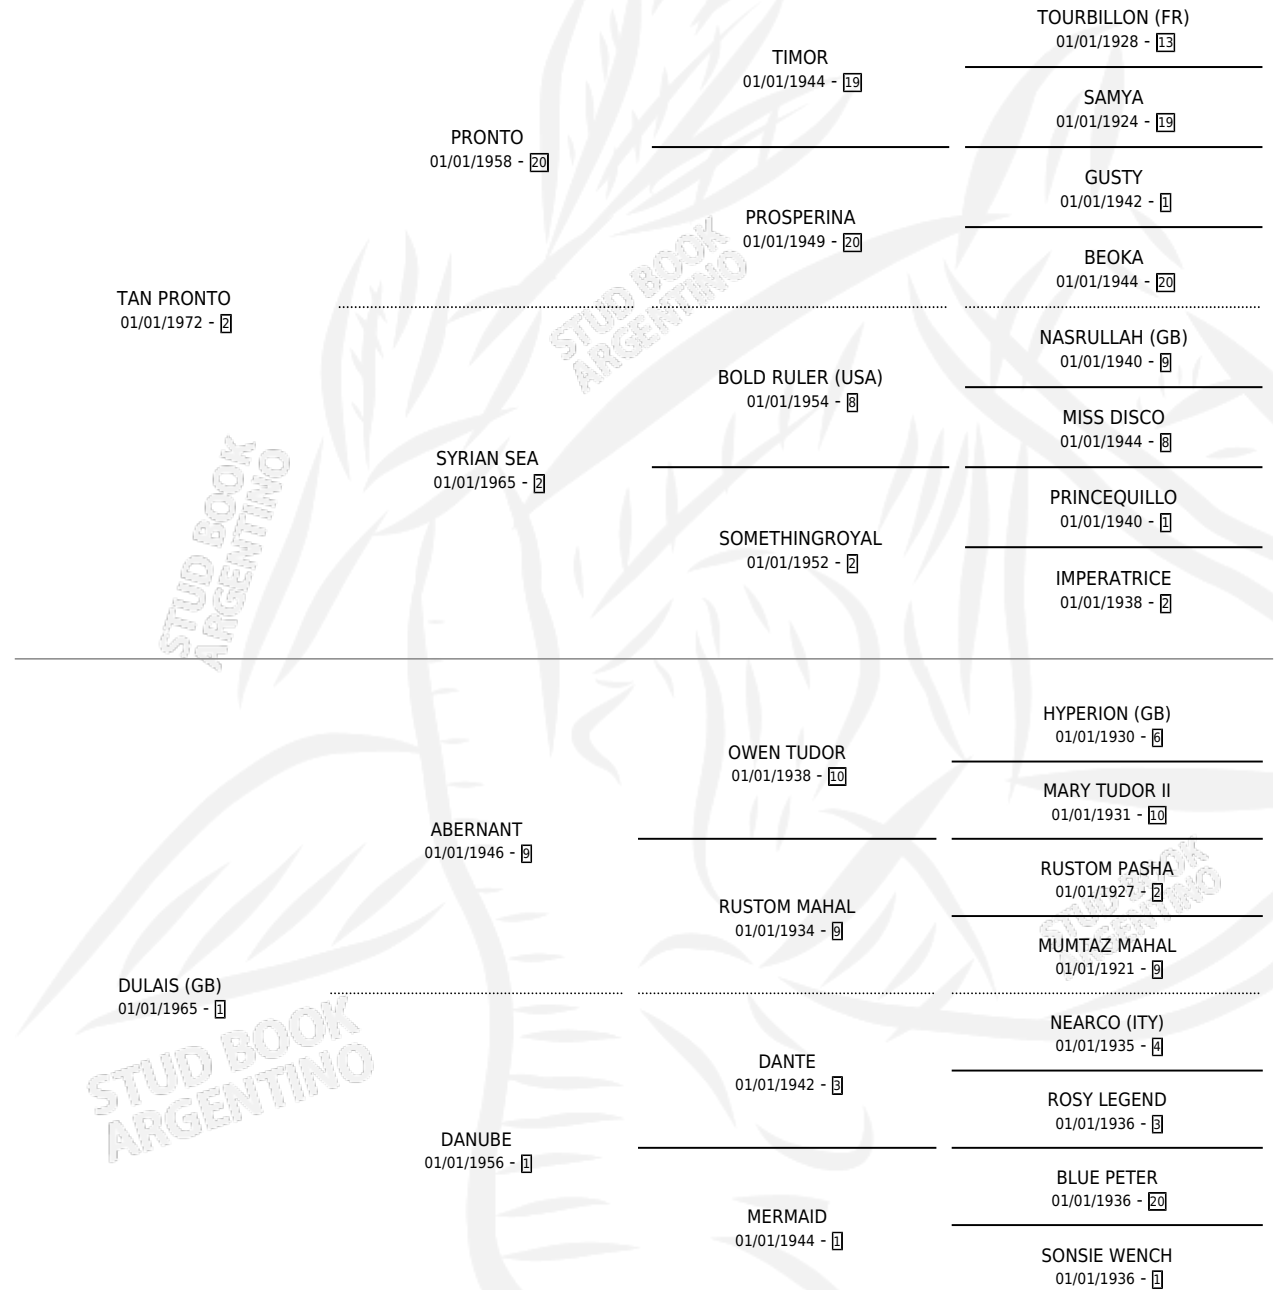 TOURBILLON (FR)
01/01/1928 - 13
TIMOR
01/01/1944 - 19
SAMYA
01/01/1924 - 19
PRONTO
01/01/1958 - 20
GUSTY
01/01/1942 - 1
PROSPERINA
01/01/1949 - 20
BEOKA
01/01/1944 - 20
TAN PRONTO
01/01/1972 - 2
STUD BOOK
ARGENTINO
NASRULLAH (GB)
01/01/1940 - 9
BOLD RULER (USA)
01/01/1954 - 8
MISS DISCO
01/01/1944 - 8
SYRIAN SEA
01/01/1965 - 2
PRINCEQUILLO
01/01/1940 - 1
SOMETHINGROYAL
01/01/1952 - 2
IMPERATRICE
01/01/1938 - 2
STUD BOOK
ARGENTINO
HYPERION (GB)
01/01/1930 - 6
OWEN TUDOR
01/01/1938 - 10
MARY TUDOR II
01/01/1931 - 10
ABERNANT
01/01/1946 - 9
RUSTOM PASHA
01/01/1927 - 2
RUSTOM MAHAL
01/01/1934 - 9
MUMTAZ MAHAL
01/01/1921 - 9
STUD BOOK
ARGENTINO
DULAIS (GB)
01/01/1965 - 1
NEARCO (ITY)
01/01/1935 - 4
DANTE
01/01/1942 - 3
ROSY LEGEND
01/01/1936 - 3
STUD BOOK
ARGENTINO
DANUBE
01/01/1956 - 1
BLUE PETER
01/01/1936 - 20
MERMAID
01/01/1944 - 1
SONSIE WENCH
01/01/1936 - 1